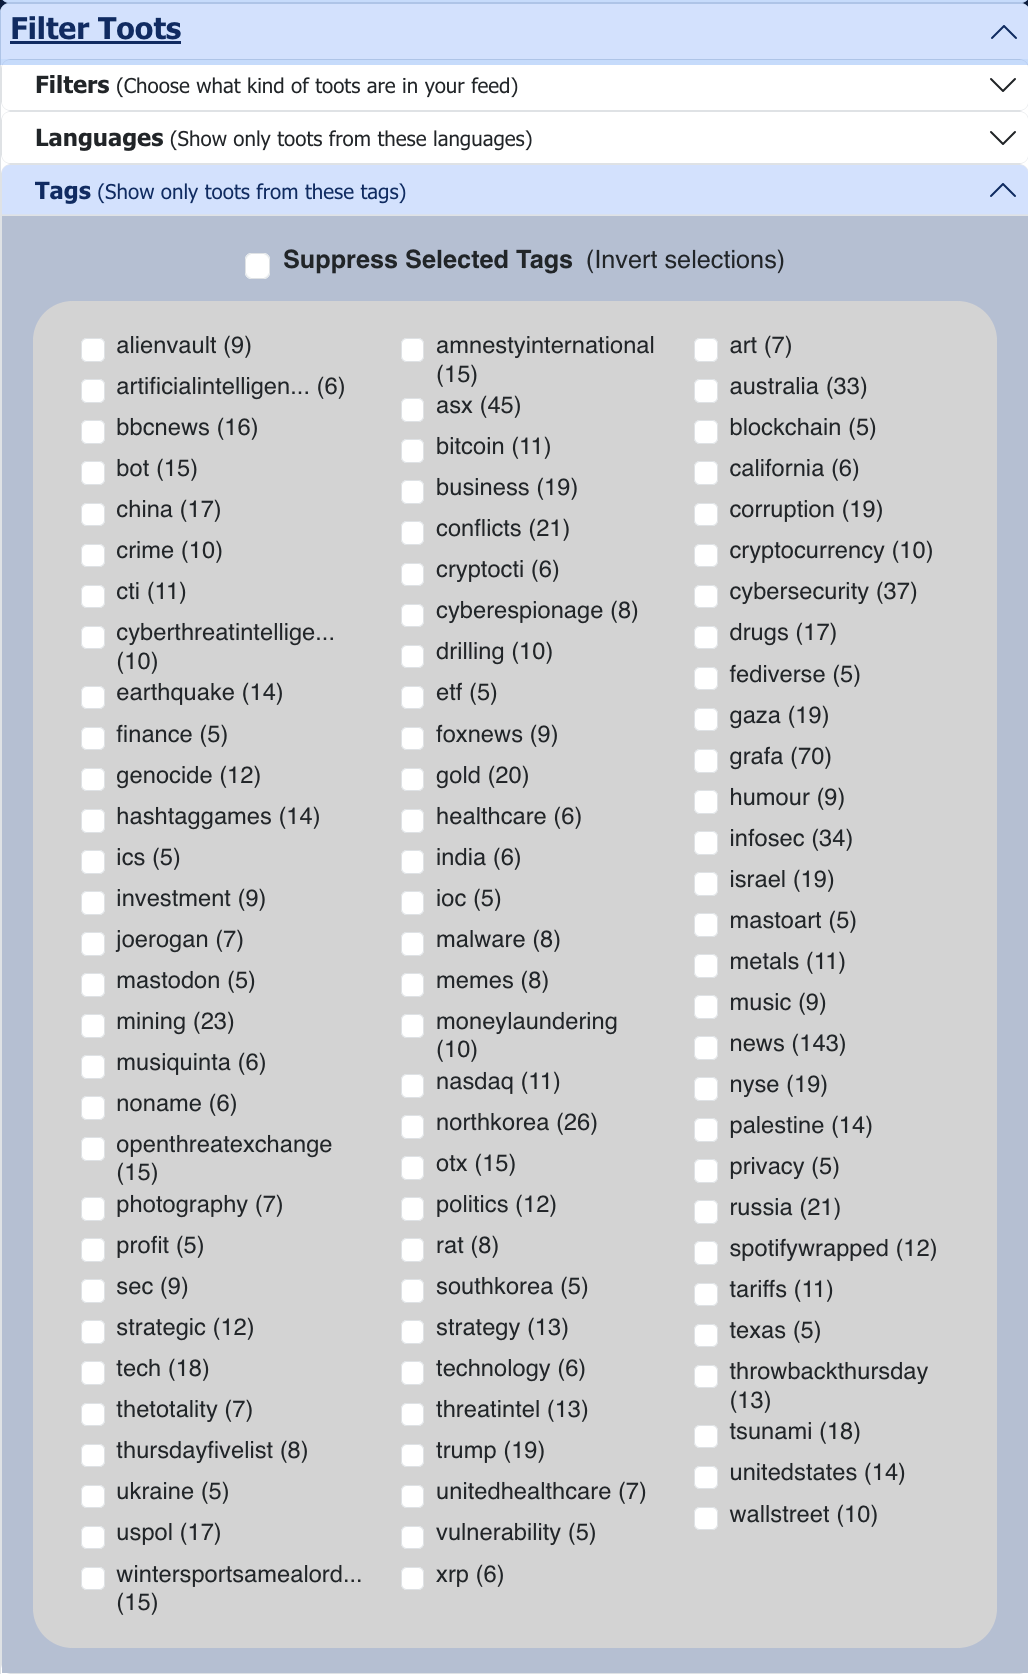 Filter Toots
Filters (Choose what kind of toots are in your feed)
Languages (Show only toots from these languages)
Tags (Show only toots from these tags)
Suppress Selected Tags (Invert selections)
alienvault (9)
artificialintelligen... (6)
bbcnews (16)
bot (15)
china (17)
crime (10)
cti (11)
cyberthreatintellige...
(10)
earthquake (14)
finance (5)
genocide (12)
hashtaggames (14)
ics (5)
investment (9)
joerogan (7)
mastodon (5)
mining (23)
musiquinta (6)
noname (6)
openthreatexchange
(15)
photography (7)
profit (5)
sec (9)
strategic (12)
tech (18)
thetotality (7)
thursdayfivelist (8)
ukraine (5)
uspol (17)
wintersportsamealord...
(15)
amnestyinternational
(15)
asx (45)
bitcoin (11)
business (19)
conflicts (21)
cryptocti (6)
cyberespionage (8)
drilling (10)
etf (5)
foxnews (9)
gold (20)
healthcare (6)
india (6)
ioc (5)
malware (8)
memes (8)
moneylaundering
(10)
nasdaq (11)
northkorea (26)
otx (15)
politics (12)
rat (8)
southkorea (5)
strategy (13)
technology (6)
threatintel (13)
trump (19)
unitedhealthcare (7)
vulnerability (5)
xrp (6)
art (7)
australia (33)
blockchain (5)
california (6)
corruption (19)
cryptocurrency (10)
cybersecurity (37)
drugs (17)
fediverse (5)
gaza (19)
grafa (70)
humour (9)
infosec (34)
israel (19)
mastoart (5)
metals (11)
music (9)
news (143)
nyse (19)
palestine (14)
privacy (5)
russia (21)
spotifywrapped (12)
tariffs (11)
texas (5)
throwbackthursday
(13)
tsunami (18)
unitedstates (14)
wallstreet (10)